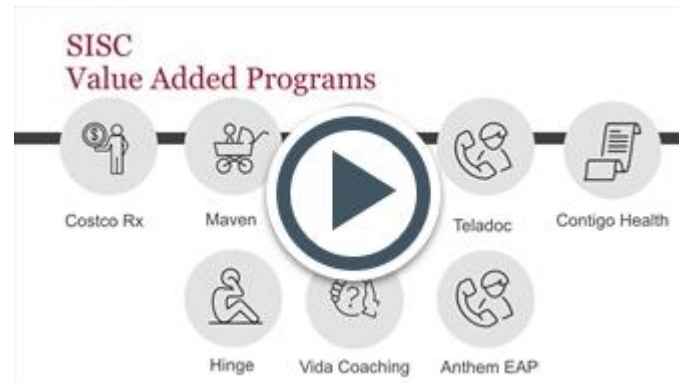 SISC
Value Added Programs
$
Costco Rx
Maven
Teladoc
Contigo Health
?
Hinge
Vida Coaching
Anthem EAP